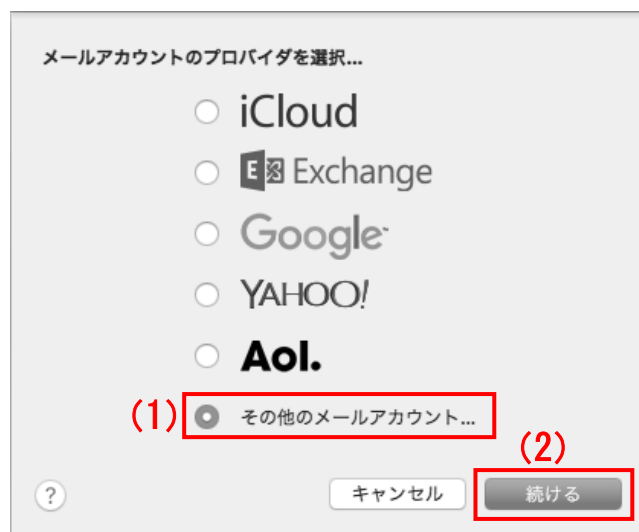 メールアカウントのプロバイダを選択...
iCloud
E Exchange
Google™
YAHOO!
Aol.
(1) その他のメールアカウント...
(2)
? キャンセル 続ける